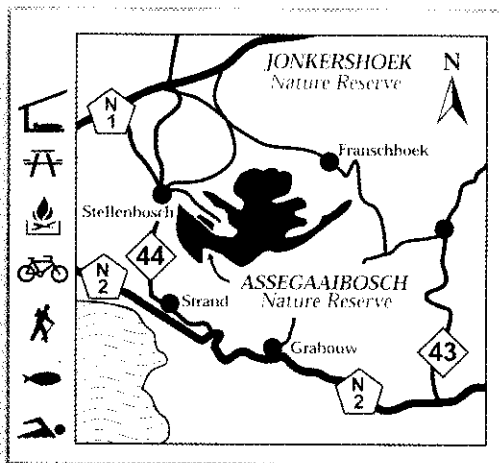 JONKERSHOEK
Nature Reserve
N
N
1
Franschhoek
Stellenbosch
44
N
2
ASSEGAAIBOSCH
Nature Reserve
Strand
Grabouw
43
N
2